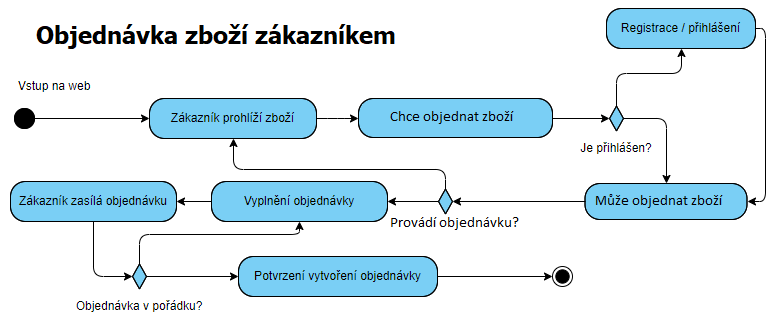 Objednávka zboží zákazníkem
Registrace / přihlášení
Vstup na web
Zákazník prohlíží zboží
Chce objednat zboží
Je přihlášen?
Může objednat zboží
Provádí objednávku?
Vyplnění objednávky
Zákazník zasílá objednávku
Objednávka v pořádku?
Potvrzení vytvoření objednávky